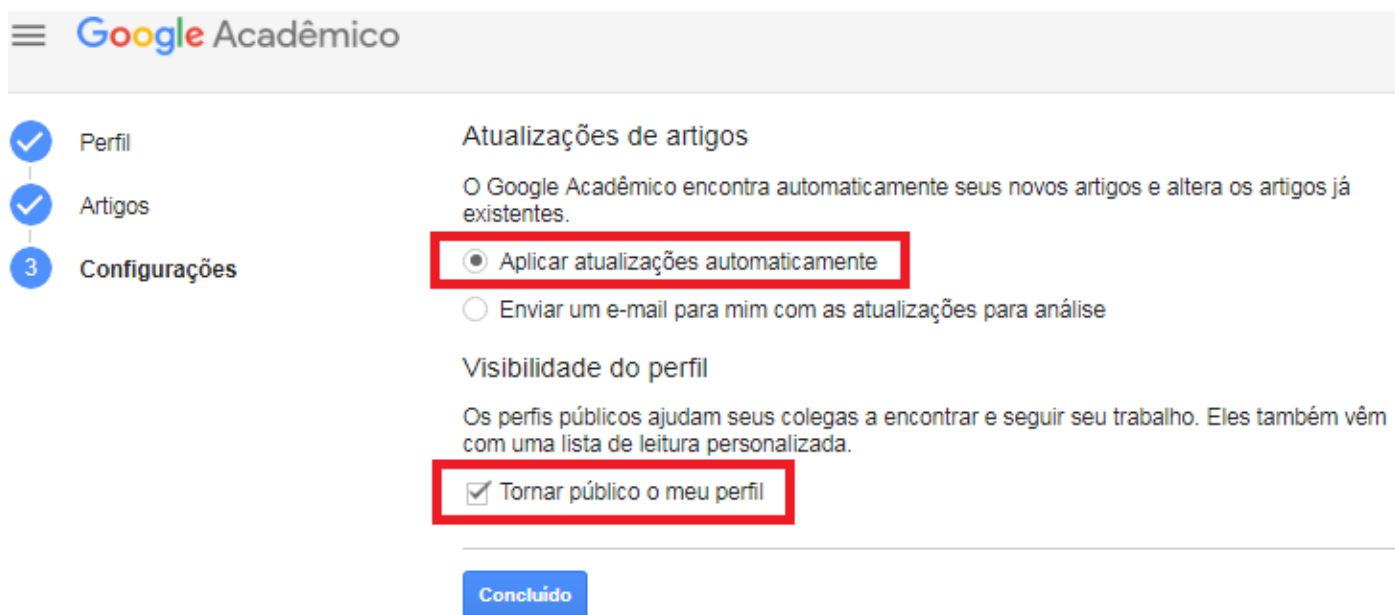 Google Acadêmico
Perfil
Artigos
3 Configurações
Atualizações de artigos
O Google Acadêmico encontra automaticamente seus novos artigos e altera os artigos já
existentes.
Aplicar atualizações automaticamente
Enviar um e-mail para mim com as atualizações para análise
Visibilidade do perfil
Os perfis públicos ajudam seus colegas a encontrar e seguir seu trabalho. Eles também vêm
com uma lista de leitura personalizada.
Tornar público o meu perfil
Concluído